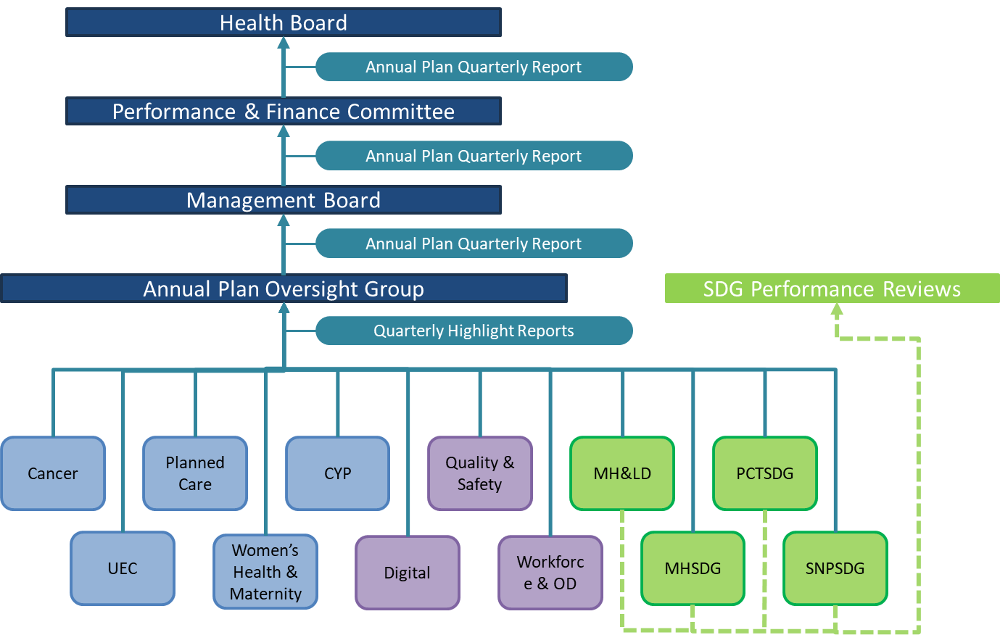 Health Board
Annual Plan Quarterly Report
Performance & Finance Committee
Annual Plan Quarterly Report
Management Board
Annual Plan Quarterly Report
Annual Plan Oversight Group
SDG Performance Reviews
Quarterly Highlight Reports
Cancer
Planned
Care
CYP
Quality &
Safety
MH&LD
PCTSDG
UEC
Women’s
Health &
Maternity
Digital
Workforc
e & OD
MHSDG
SNPSDG